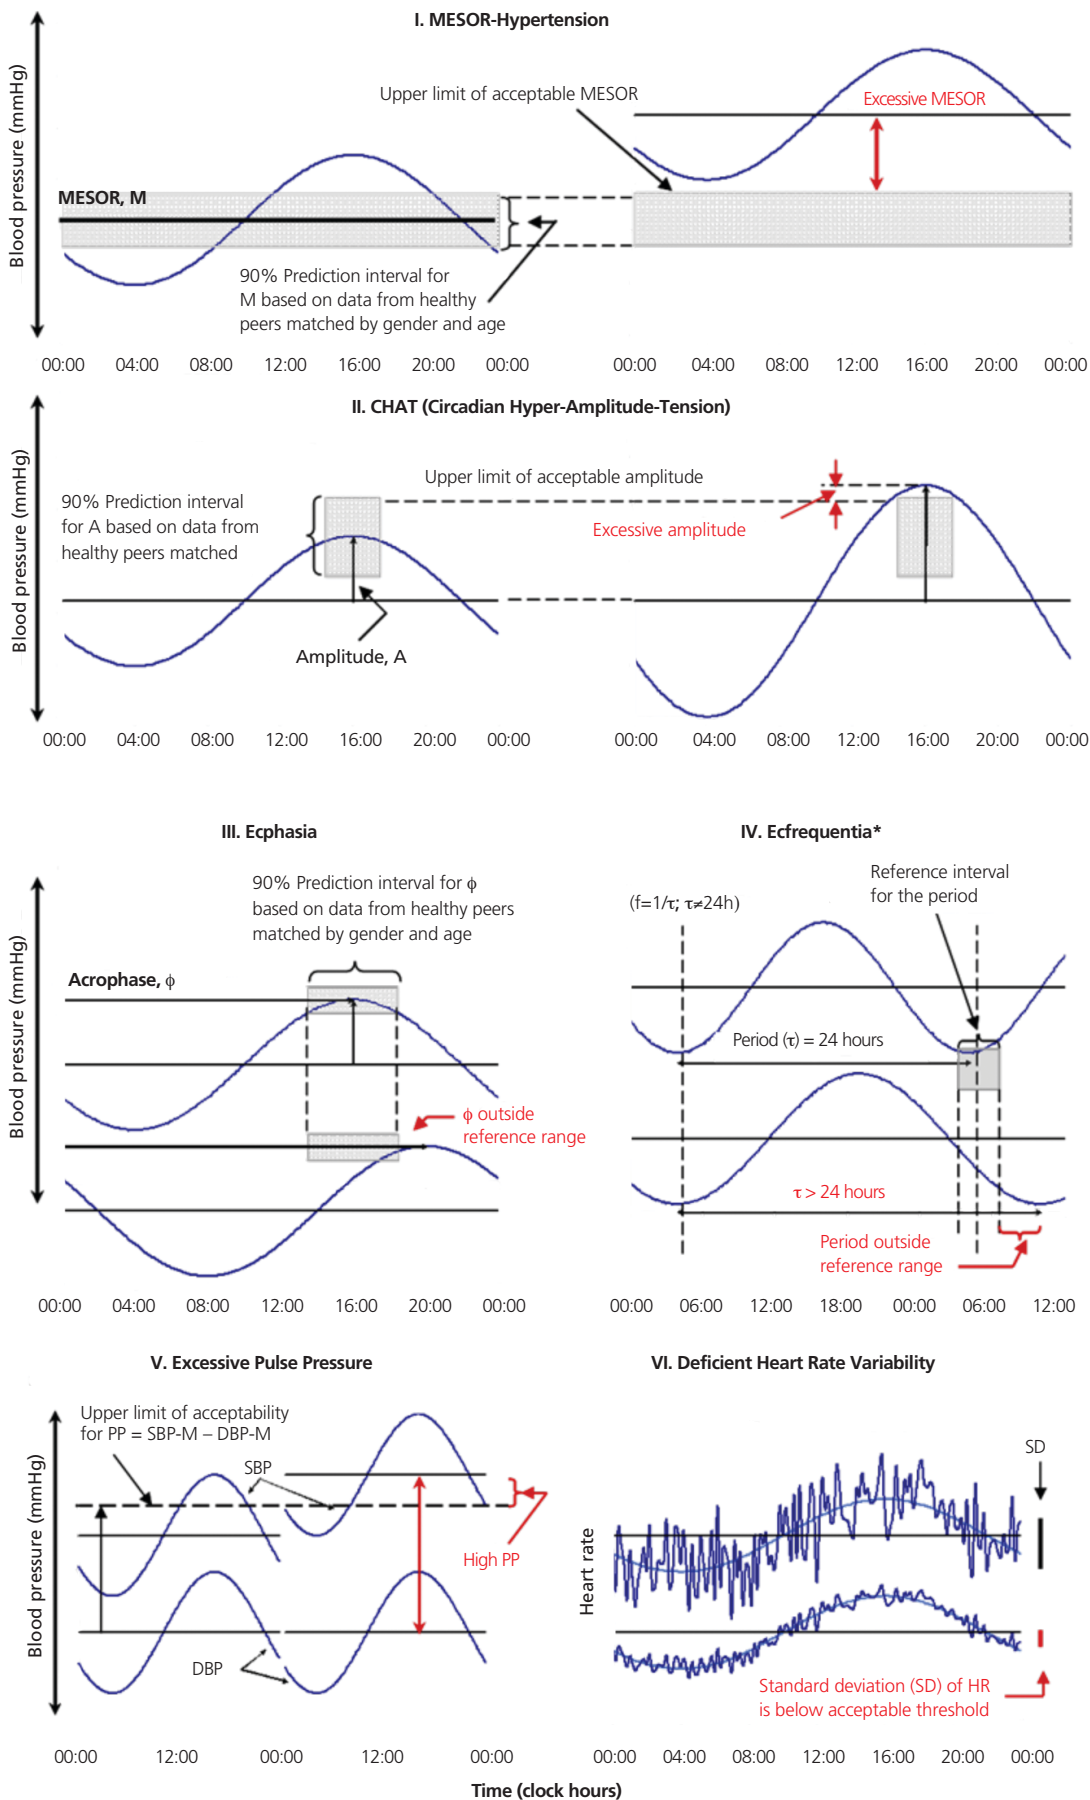 I. MESOR-Hypertension
Blood pressure (mmHg)
Upper limit of acceptable MESOR
Excessive MESOR
MESOR, M
90% Prediction interval for
M based on data from healthy
peers matched by gender and age
00:00 04:00 08:00 12:00 16:00 20:00 00:00
00:00 04:00 08:00 12:00 16:00 20:00 00:00
II. CHAT (Circadian Hyper-Amplitude-Tension)
Blood pressure (mmHg)
90% Prediction interval
for A based on data from
healthy peers matched
Upper limit of acceptable amplitude
Excessive amplitude
Amplitude, A
00:00 04:00 08:00 12:00 16:00 20:00 00:00
00:00 04:00 08:00 12:00 16:00 20:00 00:00
III. Ecphasia
Blood pressure (mmHg)
90% Prediction interval for ϕ
based on data from healthy peers
matched by gender and age
Acrophase, ϕ
ϕ outside
reference range
00:00 04:00 08:00 12:00 16:00 20:00 00:00
IV. Ecfrequentia*
(f=1/τ; τ≠24h)
Reference interval
for the period
Period (τ) = 24 hours
τ > 24 hours
Period outside
reference range
00:00 06:00 12:00 18:00 00:00 06:00 12:00
V. Excessive Pulse Pressure
Blood pressure (mmHg)
Upper limit of acceptability
for PP = SBP-M – DBP-M
SBP
High PP
DBP
00:00 12:00 00:00 12:00 00:00
VI. Deficient Heart Rate Variability
Heart rate
SD
Standard deviation (SD) of HR
is below acceptable threshold
00:00 04:00 08:00 12:00 16:00 20:00 00:00
Time (clock hours)